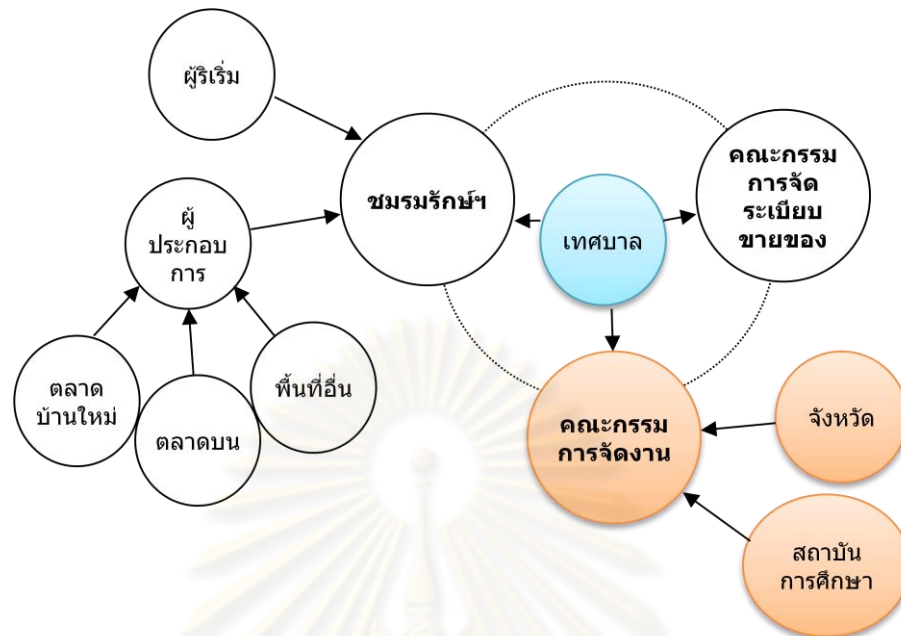 ผู้ริเริ่ม
ชมรมรักษ์ฯ
คณะกรรม
การจัด
ระเบียบ
ขายของ
เทศบาล
ผู้
ประกอบ
การ
ตลาด
บ้านใหม่
ตลาดบน
พื้นที่อื่น
คณะกรรม
การจัดงาน
จังหวัด
สถาบัน
การศึกษา